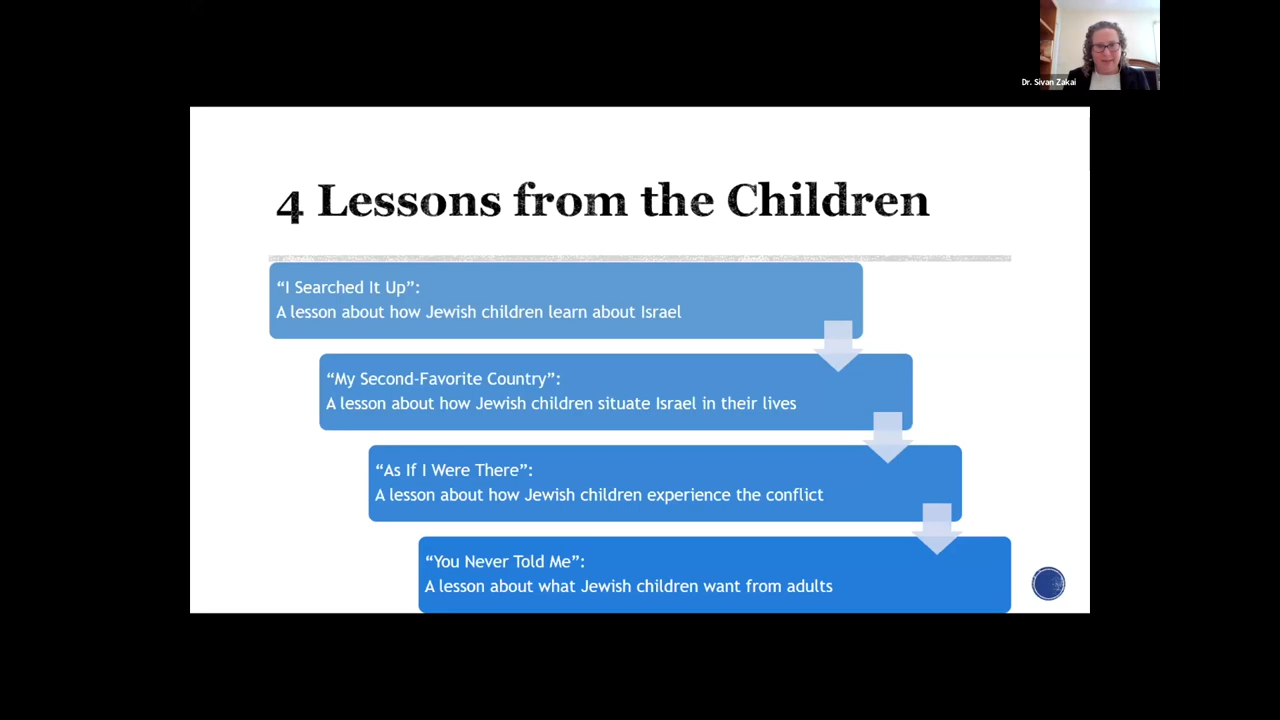 Dr. Sivan Zakai
4 Lessons from the Children
“I Searched It Up”:
A lesson about how Jewish children learn about Israel
“My Second-Favorite Country”:
A lesson about how Jewish children situate Israel in their lives
“As If I Were There”:
A lesson about how Jewish children experience the conflict
“You Never Told Me”:
A lesson about what Jewish children want from adults